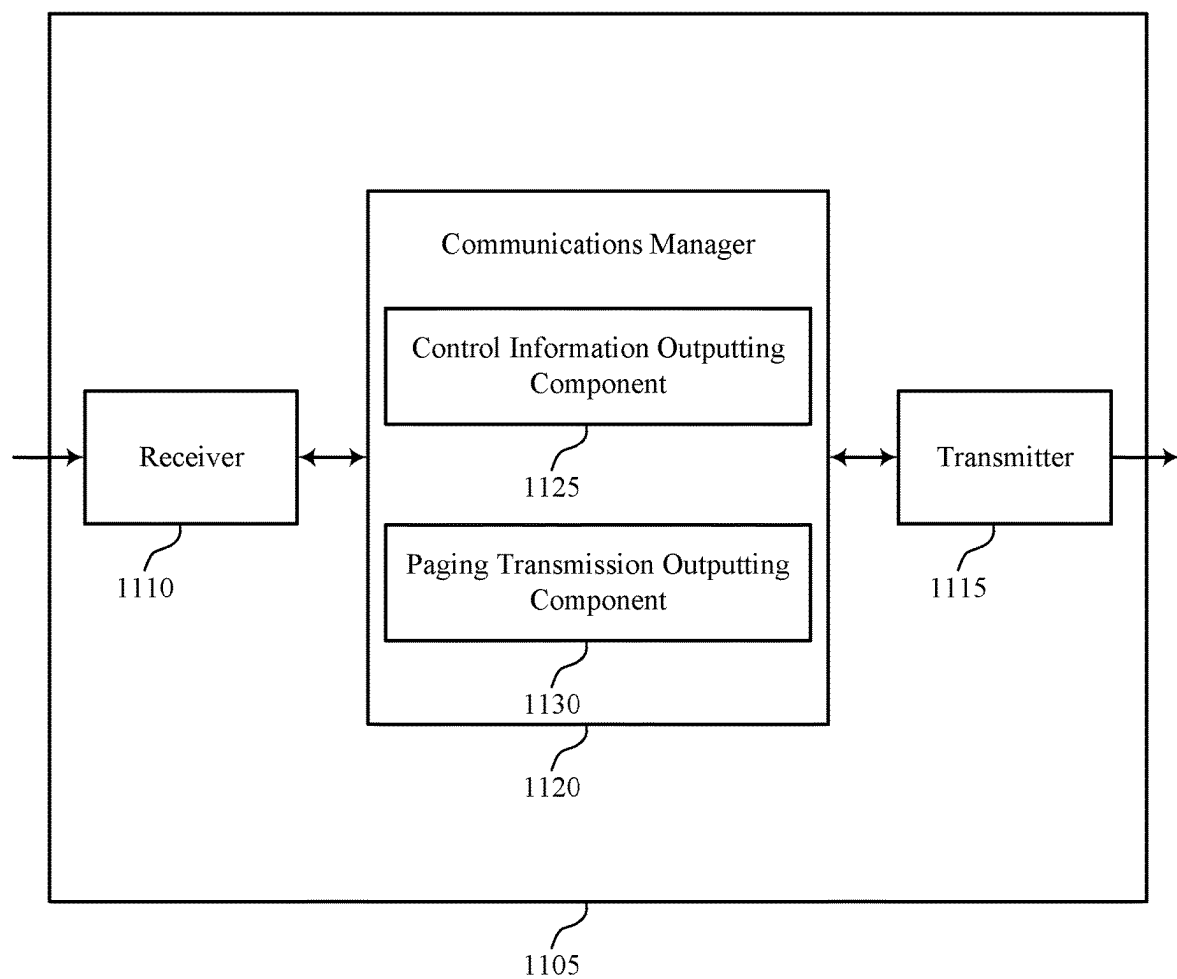 Communications Manager
Control Information Outputting
Component
1125
Receiver
1110
Transmitter
1115
Paging Transmission Outputting
Component
1130
1120
1105